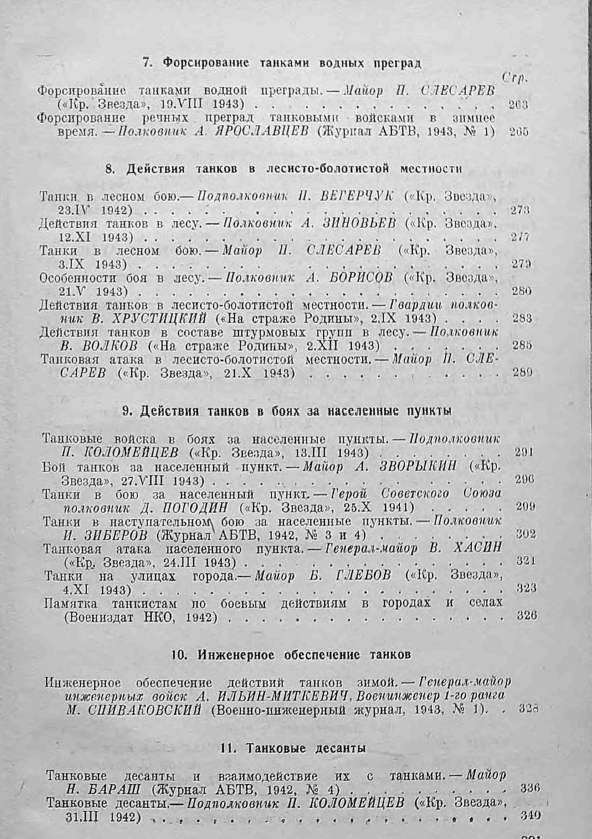 7. Форсирование танками водных преград
Стр.
Форсирование танками водной преграды. — Майор П. СЛЕСАРЕВ
(«Кр. Звезда», 19.VIII 1943) . . . . . . . . . . . . . 263
Форсирование речных преград танковыми войсками в зимнее
время. — Полковник А. ЯРОСЛАВЦЕВ (Журнал АБТВ, 1943, № 1) 265
8. Действия танков в лесисто-болотистой местности
Танки в лесном бою.— Подполковник П. ВЕГЕРЧУК («Кр. Звезда»,
23.IV 1942) . . . . . . . . . . . . . . . . . . 273
Действия танков в лесу. — Полковник А. ЗИНОВЬЕВ («Кр. Звезда»,
12.XI 1943) . . . . . . . . . . . . . . . . . . 277
Танки в лесном бою. — Майор П. СЛЕСАРЕВ («Кр. Звезда»,
3.IX 1943) . . . . . . . . . . . . . . . . . . 279
Особенности боя в лесу. — Полковник А. БОРИСОВ («Кр. Звезда»,
21.V 1943) . . . . . . . . . . . . . . . . . . 280
Действия танков в лесисто-болотистой местности. — Гвардии полков-
ник В. ХРУСТИЦКИЙ («На страже Родины», 2.IX 1943) . . . . 283
Действия танков в составе штурмовых групп в лесу. — Полковник
В. ВОЛКОВ («На страже Родины», 2.XII 1943) . . . . . . . 285
Танковая атака в лесисто-болотистой местности. — Майор П. СЛЕ-
САРЕВ («Кр. Звезда», 21.X 1943) . . . . . . . . . . . 289
9. Действия танков в боях за населенные пункты
Танковые войска в боях за населенные пункты. — Подполковник
П. КОЛОМЕЙЦЕВ («Кр. Звезда», 13.III 1943) . . . . . . . 291
Бой танков за населенный пункт. — Майор А. ЗВОРЫКИН («Кр.
Звезда», 27.VIII 1943) . . . . . . . . . . . . . . . 296
Танки в бою за населенный пункт. — Герой Советского Союза
полковник Д. ПОГОДИН («Кр. Звезда», 25.X 1941) . . . . . 299
Танки в наступательном бою за населенные пункты. — Полковник
И. ЗИБЕРОВ (Журнал АБТВ, 1942, № 3 и 4) . . . . . . . 302
Танковая атака населенного пункта. — Генерал-майор В. ХАСИН
(«Кр. Звезда», 24.III 1943) . . . . . . . . . . . . . 321
Танки на улицах города.— Майор Б. ГЛЕБОВ («Кр. Звезда»,
4.XI 1943) . . . . . . . . . . . . . . . . . . 323
Памятка танкистам по боевым действиям в городах и селах
(Воениздат НКО, 1942) . . . . . . . . . . . . . . . 326
10. Инженерное обеспечение танков
Инженерное обеспечение действий танков зимой. — Генерал-майор
инженерных войск А. ИЛЬИН-МИТКЕВИЧ, Военинженер 1-го ранга
М. СПИВАКОВСКИЙ (Военно-инженерный журнал, 1943, № 1). . 328
11. Танковые десанты
Танковые десанты и взаимодействие их с танками. — Майор
Н. БАРАШ (Журнал АБТВ, 1942, № 4) . . . . . . . . . 336
Танковые десанты.— Подполковник П. КОЛОМЕЙЦЕВ («Кр. Звезда»,
31.III 1942) . . . . . . . . . . . . . . . . . . 340